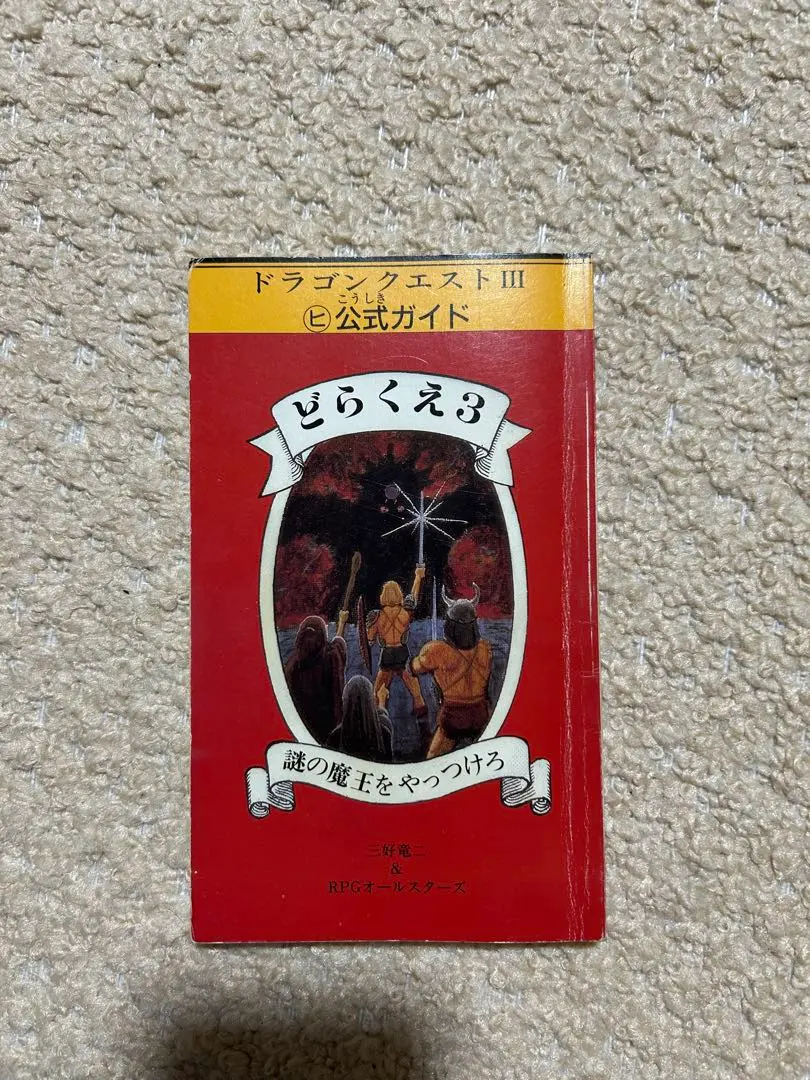 ドラゴンクエストIII
こうしき
㋪公式ガイド
どらくえ3
謎の魔王をやっつけろ
三好竜二
&
RPGオールスターズ